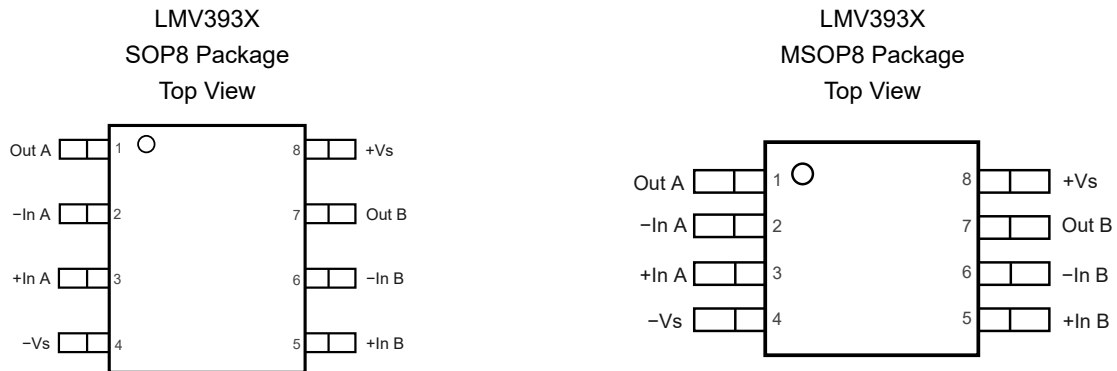 LMV393X
SOP8 Package
Top View
Out A 1 8 +Vs
−In A 2 7 Out B
+In A 3 6 −In B
−Vs 4 5 +In B
LMV393X
MSOP8 Package
Top View
Out A 1 8 +Vs
−In A 2 7 Out B
+In A 3 6 −In B
−Vs 4 5 +In B